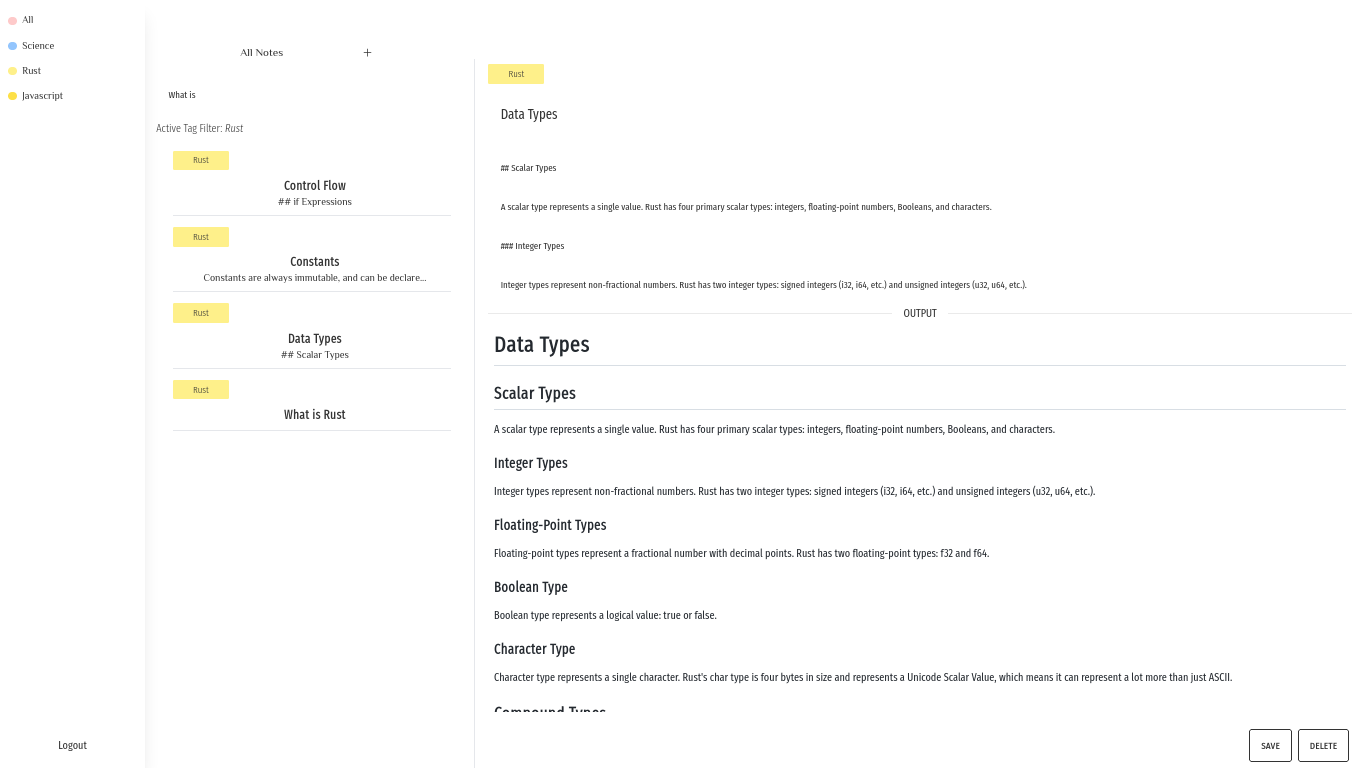 All
Science
Rust
Javascript
Logout
All Notes +
What is
Active Tag Filter: Rust
Rust
Control Flow
## if Expressions
Rust
Constants
Constants are always immutable, and can be declare...
Rust
Data Types
## Scalar Types
Rust
What is Rust
Rust
Data Types
## Scalar Types
A scalar type represents a single value. Rust has four primary scalar types: integers, floating-point numbers, Booleans, and characters.
### Integer Types
Integer types represent non-fractional numbers. Rust has two integer types: signed integers (i32, i64, etc.) and unsigned integers (u32, u64, etc.).
OUTPUT
Data Types
Scalar Types
A scalar type represents a single value. Rust has four primary scalar types: integers, floating-point numbers, Booleans, and characters.
Integer Types
Integer types represent non-fractional numbers. Rust has two integer types: signed integers (i32, i64, etc.) and unsigned integers (u32, u64, etc.).
Floating-Point Types
Floating-point types represent a fractional number with decimal points. Rust has two floating-point types: f32 and f64.
Boolean Type
Boolean type represents a logical value: true or false.
Character Type
Character type represents a single character. Rust's char type is four bytes in size and represents a Unicode Scalar Value, which means it can represent a lot more than just ASCII.
Compound Types
SAVE DELETE